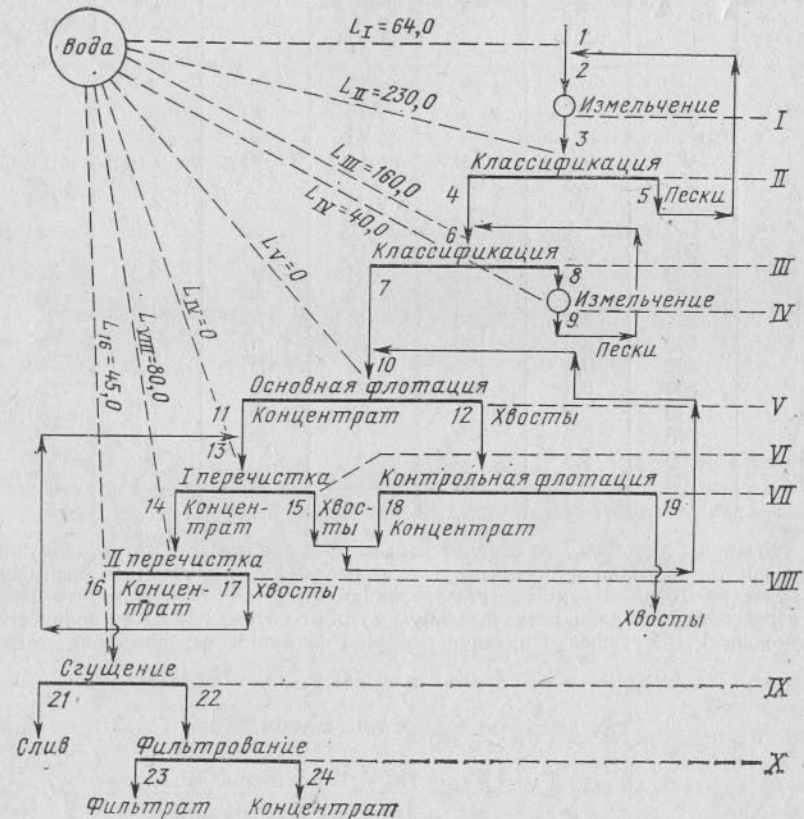 Вода
L_I = 64,0
1
2
L_II = 230,0
Измельчение
I
3
Классификация
II
4
5
Пески
L_III = 160,0
L_IV = 40,0
6
Классификация
III
7
8
Измельчение
IV
9
Пески
L_V = 0
10
Основная флотация
11
Концентрат
12
Хвосты
V
13
L_IV = 0
L_VIII = 80,0
L_16 = 45,0
VI
I перечистка
Контрольная флотация
VII
14
Концен-
трат
15
Хвос-
ты
18
Концентрат
19
II перечистка
VIII
16
Концен-
трат
17
Хвосты
Хвосты
Сгущение
IX
21
22
Слив
Фильтрование
X
23
24
Фильтрат
Концентрат